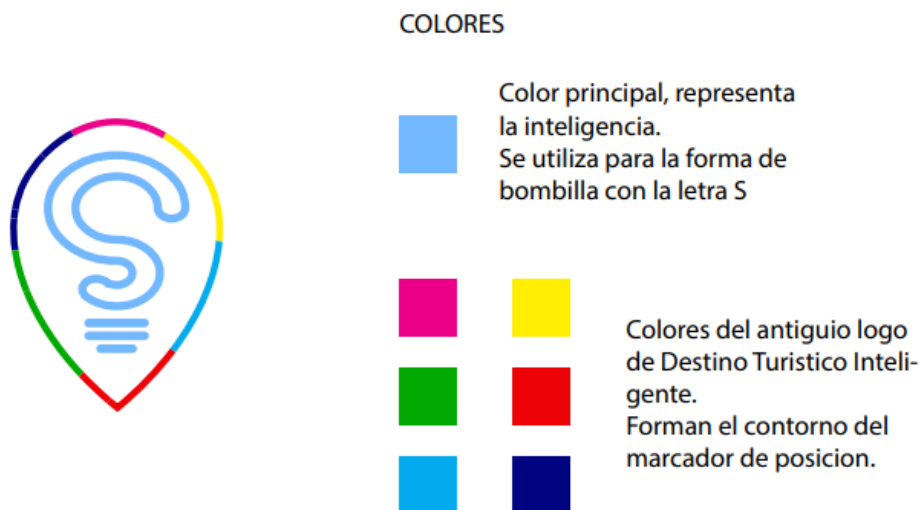 COLORES
Color principal, representa
la inteligencia.
Se utiliza para la forma de
bombilla con la letra S
Colores del antiguio logo
de Destino Turistico Inteli-
gente.
Forman el contorno del
marcador de posicion.